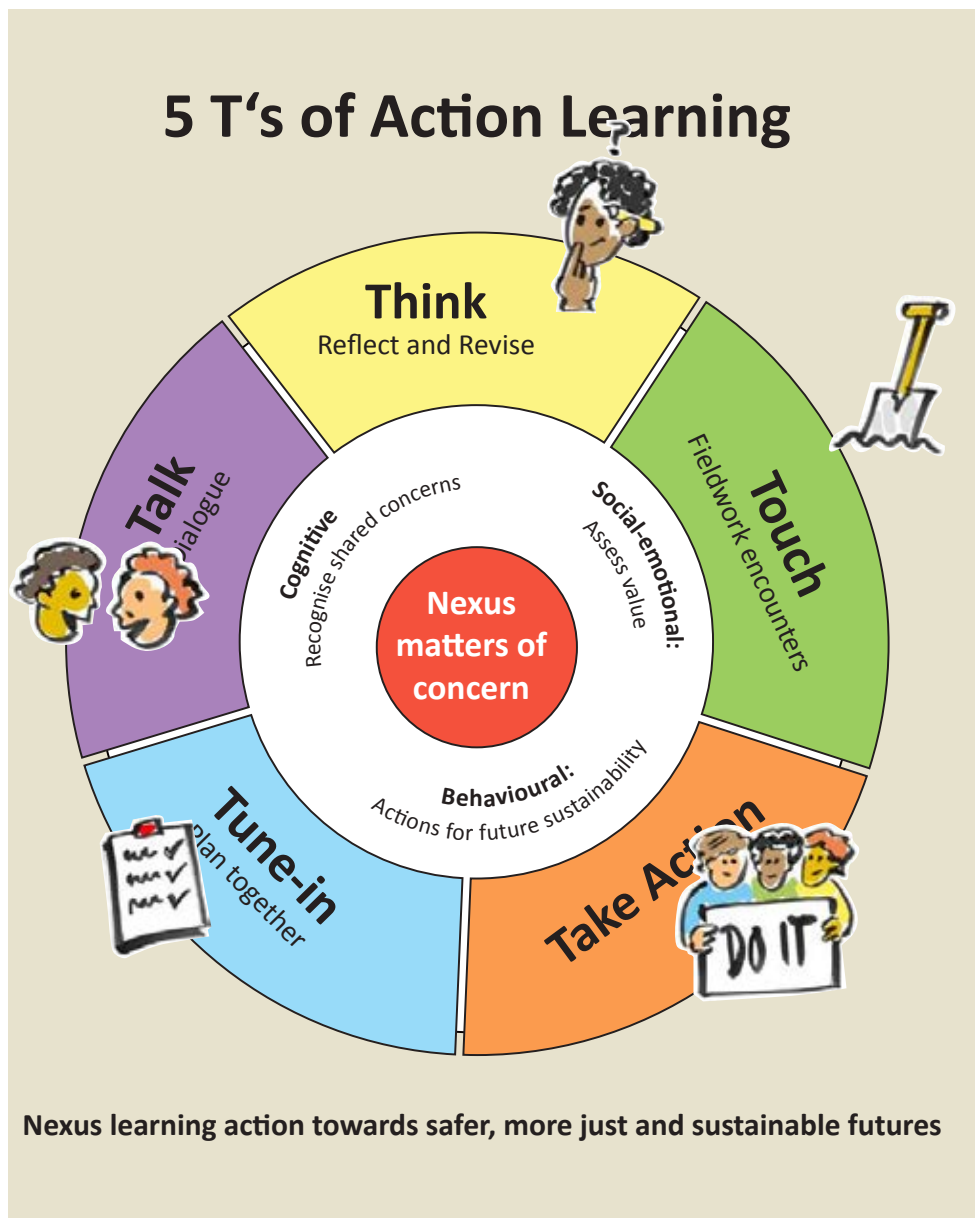 5 T‘s of Action Learning
?
Think
Reflect and Revise
Touch
Fieldwork encounters
Take Action
DO IT
Tune-in
Plan together
Talk
Cognitive
Recognise shared concerns
Social-emotional:
Assess value
Behavioural:
Actions for future sustainability
Nexus
matters of
concern
Nexus learning action towards safer, more just and sustainable futures